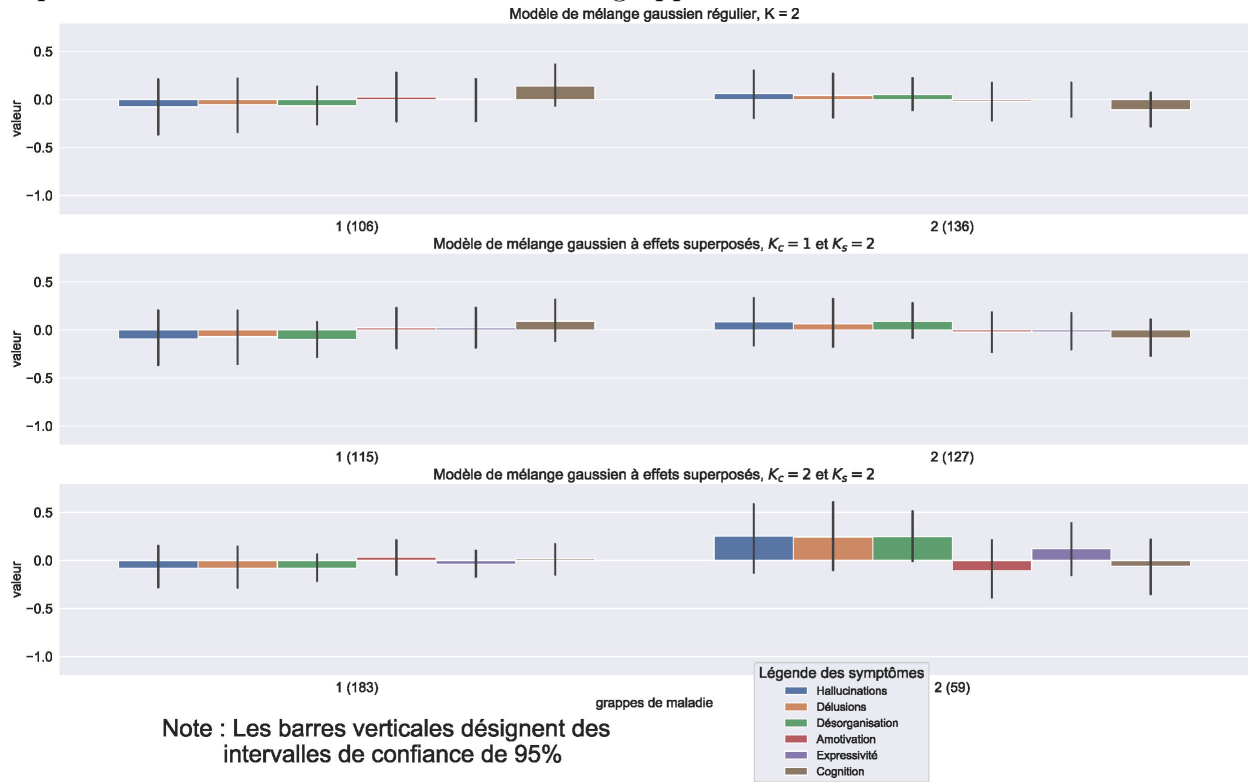 Modèle de mélange gaussien régulier, K = 2
0.5
0.0
−0.5
−1.0
valeur
1 (106)
2 (136)
Modèle de mélange gaussien à effets superposés, K_c = 1 et K_s = 2
0.5
0.0
−0.5
−1.0
valeur
1 (115)
2 (127)
Modèle de mélange gaussien à effets superposés, K_c = 2 et K_s = 2
0.5
0.0
−0.5
−1.0
valeur
1 (183)
2 (59)
grappes de maladie
Légende des symptômes
Hallucinations
Délusions
Désorganisation
Amotivation
Expressivité
Cognition
Note : Les barres verticales désignent des
intervalles de confiance de 95%